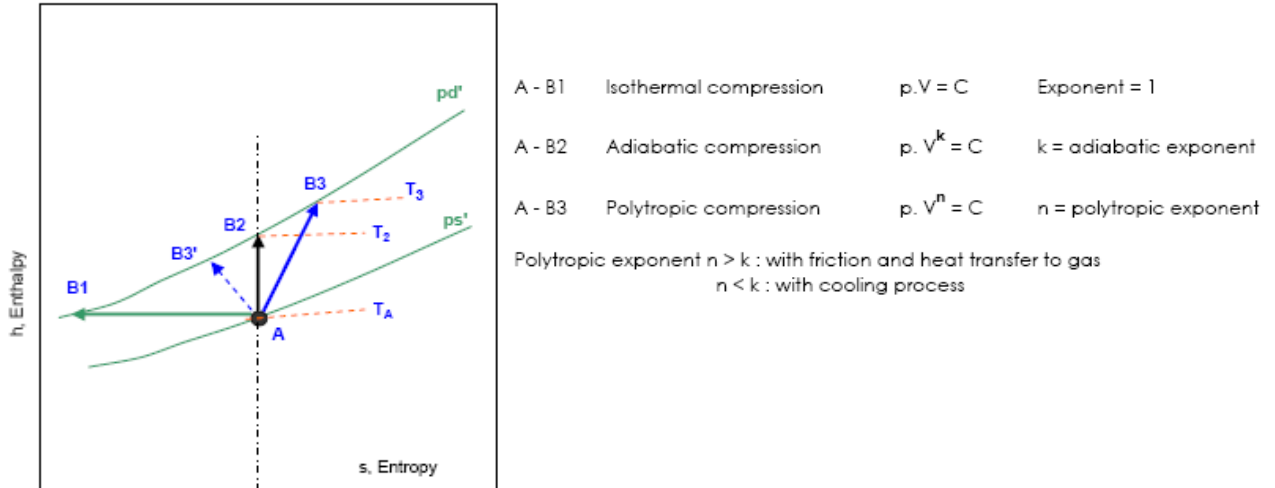 pd'
B3
T3
ps'
B2
T2
B3'
B1
TA
A
h, Enthalpy
s, Entropy
A - B1 Isothermal compression p.V = C Exponent = 1
A - B2 Adiabatic compression p. V^k = C k = adiabatic exponent
A - B3 Polytropic compression p. V^n = C n = polytropic exponent
Polytropic exponent n > k : with friction and heat transfer to gas
n < k : with cooling process